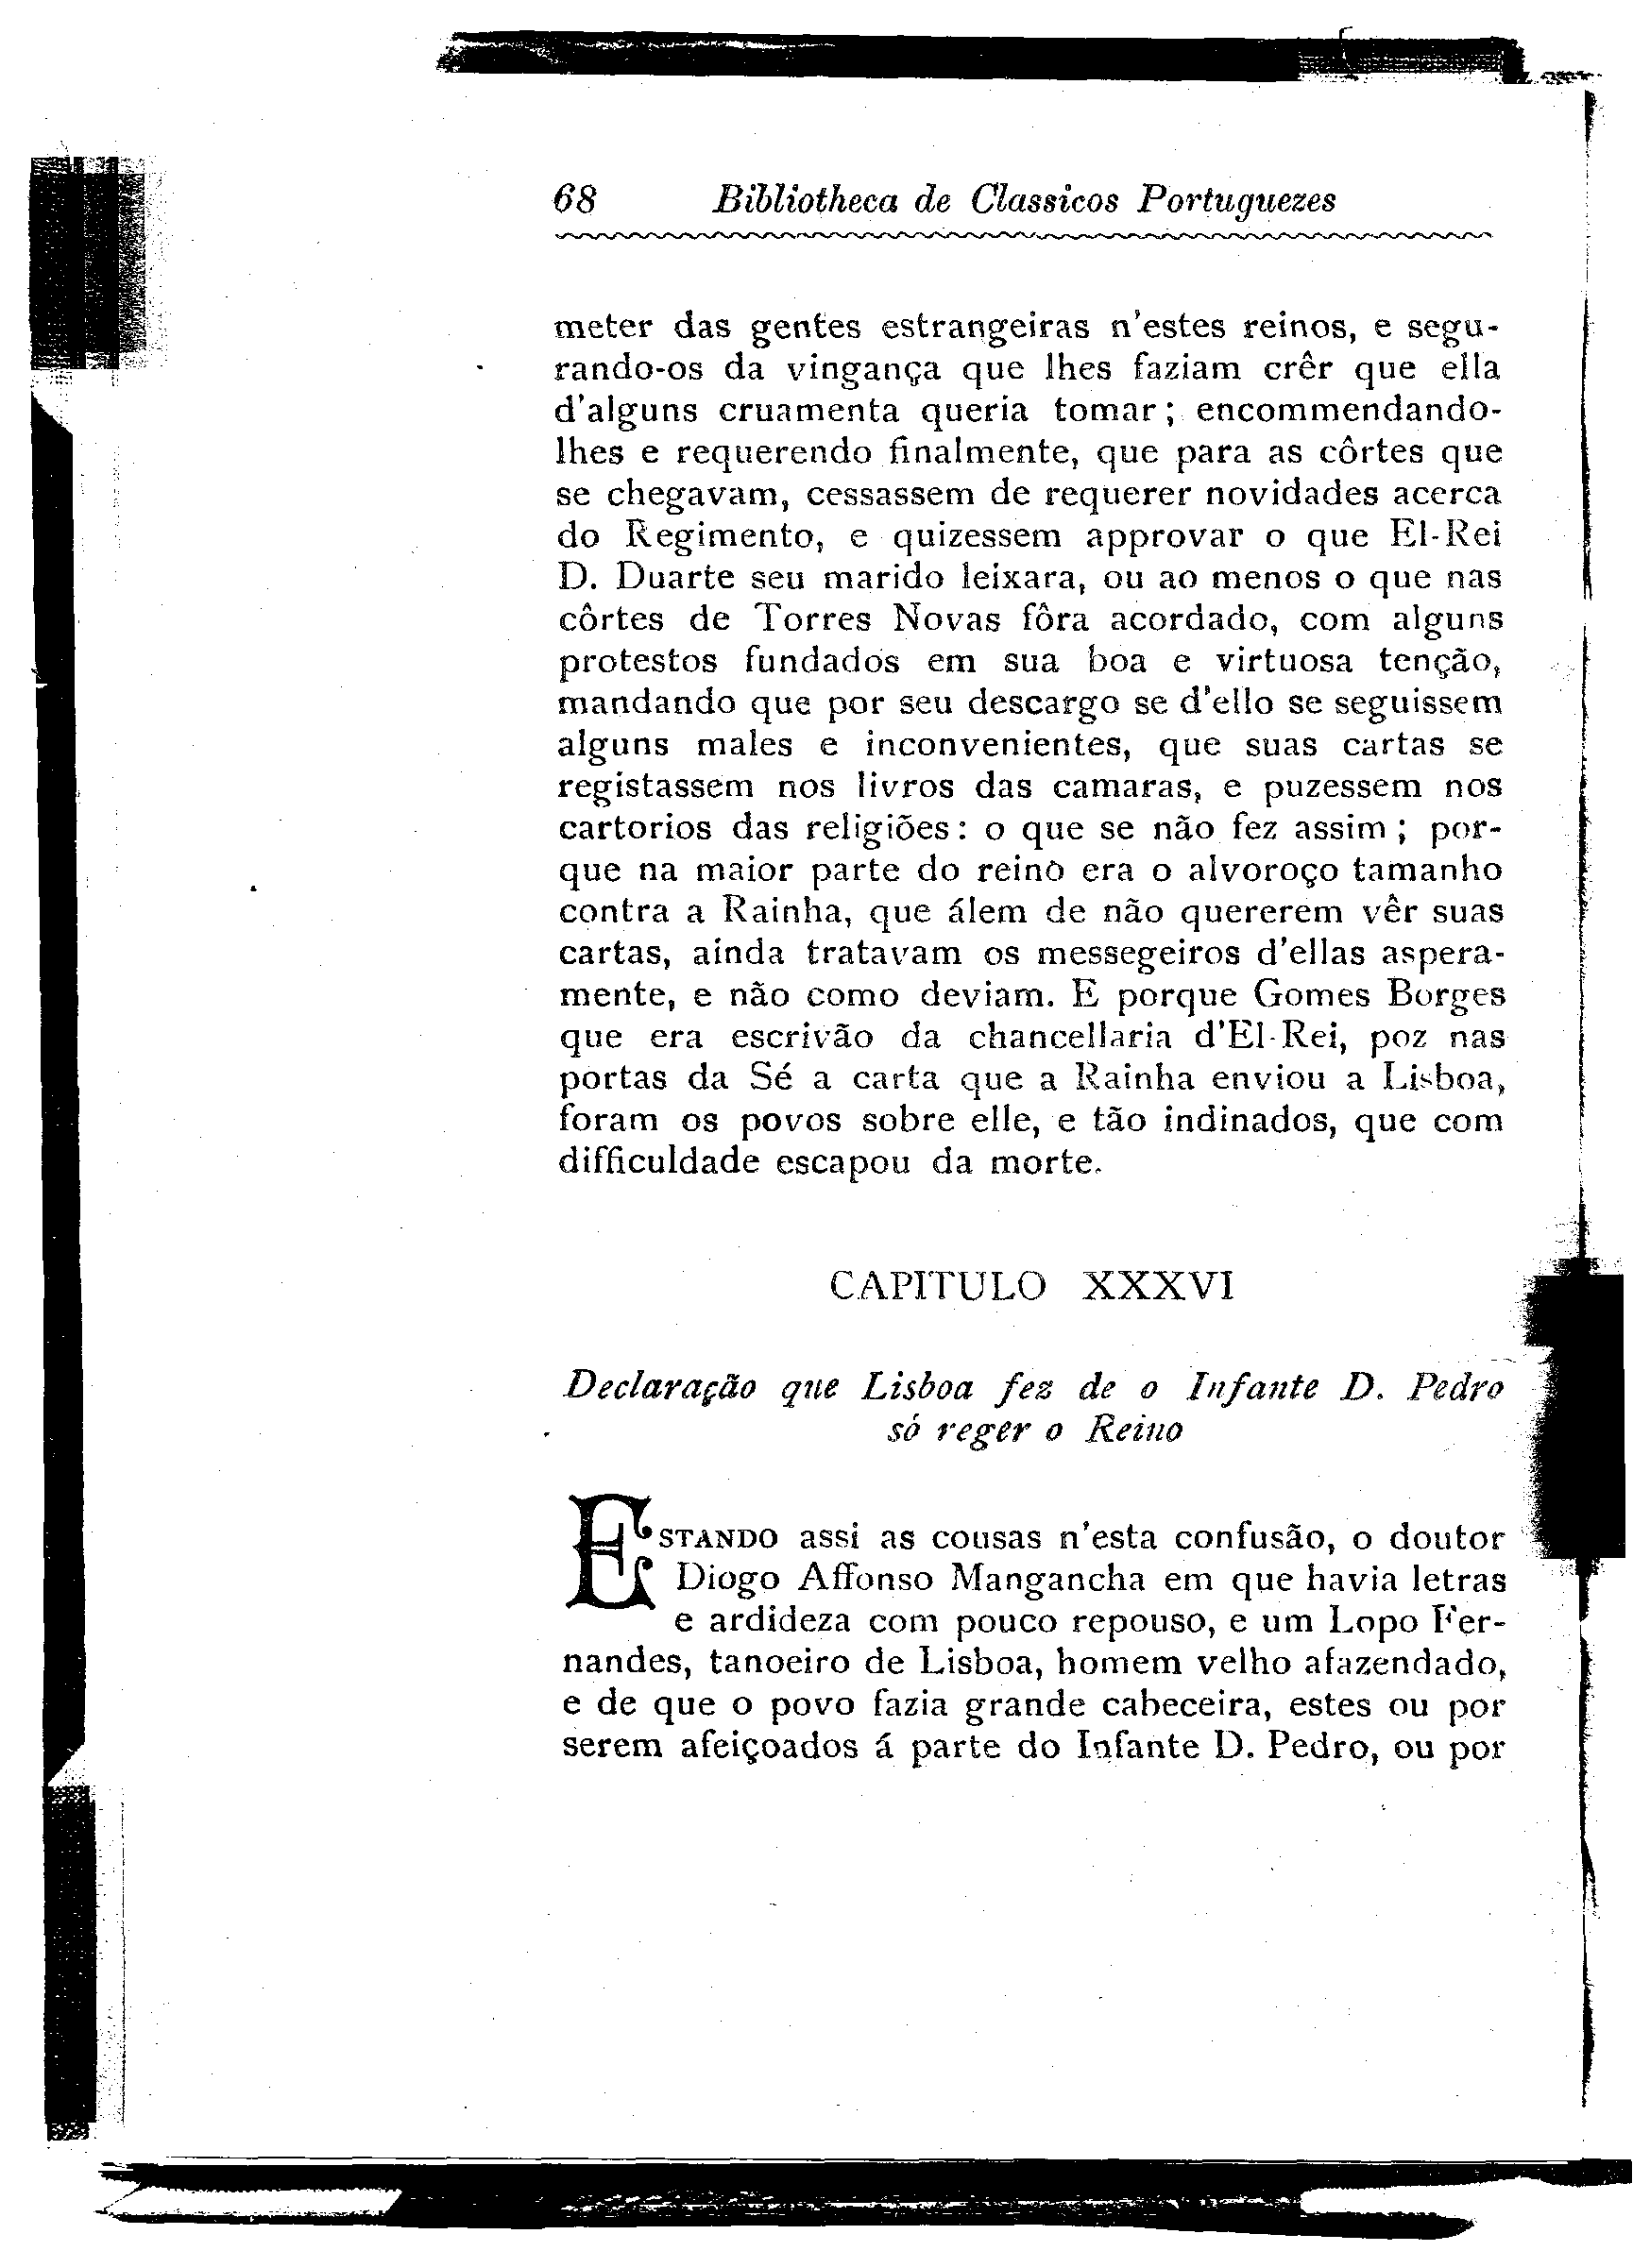 68 Bibliotheca de Classicos Portuguezes
meter das gentes estrangeiras n'estes reinos, e segu-
rando-os da vingança que lhes faziam crêr que ella
d'alguns cruamenta queria tomar; encommendando-
lhes e requerendo finalmente, que para as côrtes que
se chegavam, cessassem de requerer novidades acerca
do Regimento, e quizessem approvar o que El-Rei
D. Duarte seu marido leixara, ou ao menos o que nas
côrtes de Torres Novas fôra acordado, com alguns
protestos fundados em sua boa e virtuosa tenção,
mandando que por seu descargo se d'ello se seguissem
alguns males e inconvenientes, que suas cartas se
registassem nos livros das camaras, e puzessem nos
cartorios das religiões: o que se não fez assim; por-
que na maior parte do reino era o alvoroço tamanho
contra a Rainha, que álem de não quererem vêr suas
cartas, ainda tratavam os messegeiros d'ellas aspera-
mente, e não como deviam. E porque Gomes Borges
que era escrivão da chancellaria d'El-Rei, poz nas
portas da Sé a carta que a Rainha enviou a Lisboa,
foram os povos sobre elle, e tão indinados, que com
difficuldade escapou da morte.
CAPITULO XXXVI
Declaração que Lisboa fez de o Infante D. Pedro
só reger o Reino
ESTANDO assi as cousas n'esta confusão, o doutor
Diogo Affonso Mangancha em que havia letras
e ardideza com pouco repouso, e um Lopo Fer-
nandes, tanoeiro de Lisboa, homem velho afazendado,
e de que o povo fazia grande cabeceira, estes ou por
serem afeiçoados á parte do Infante D. Pedro, ou por